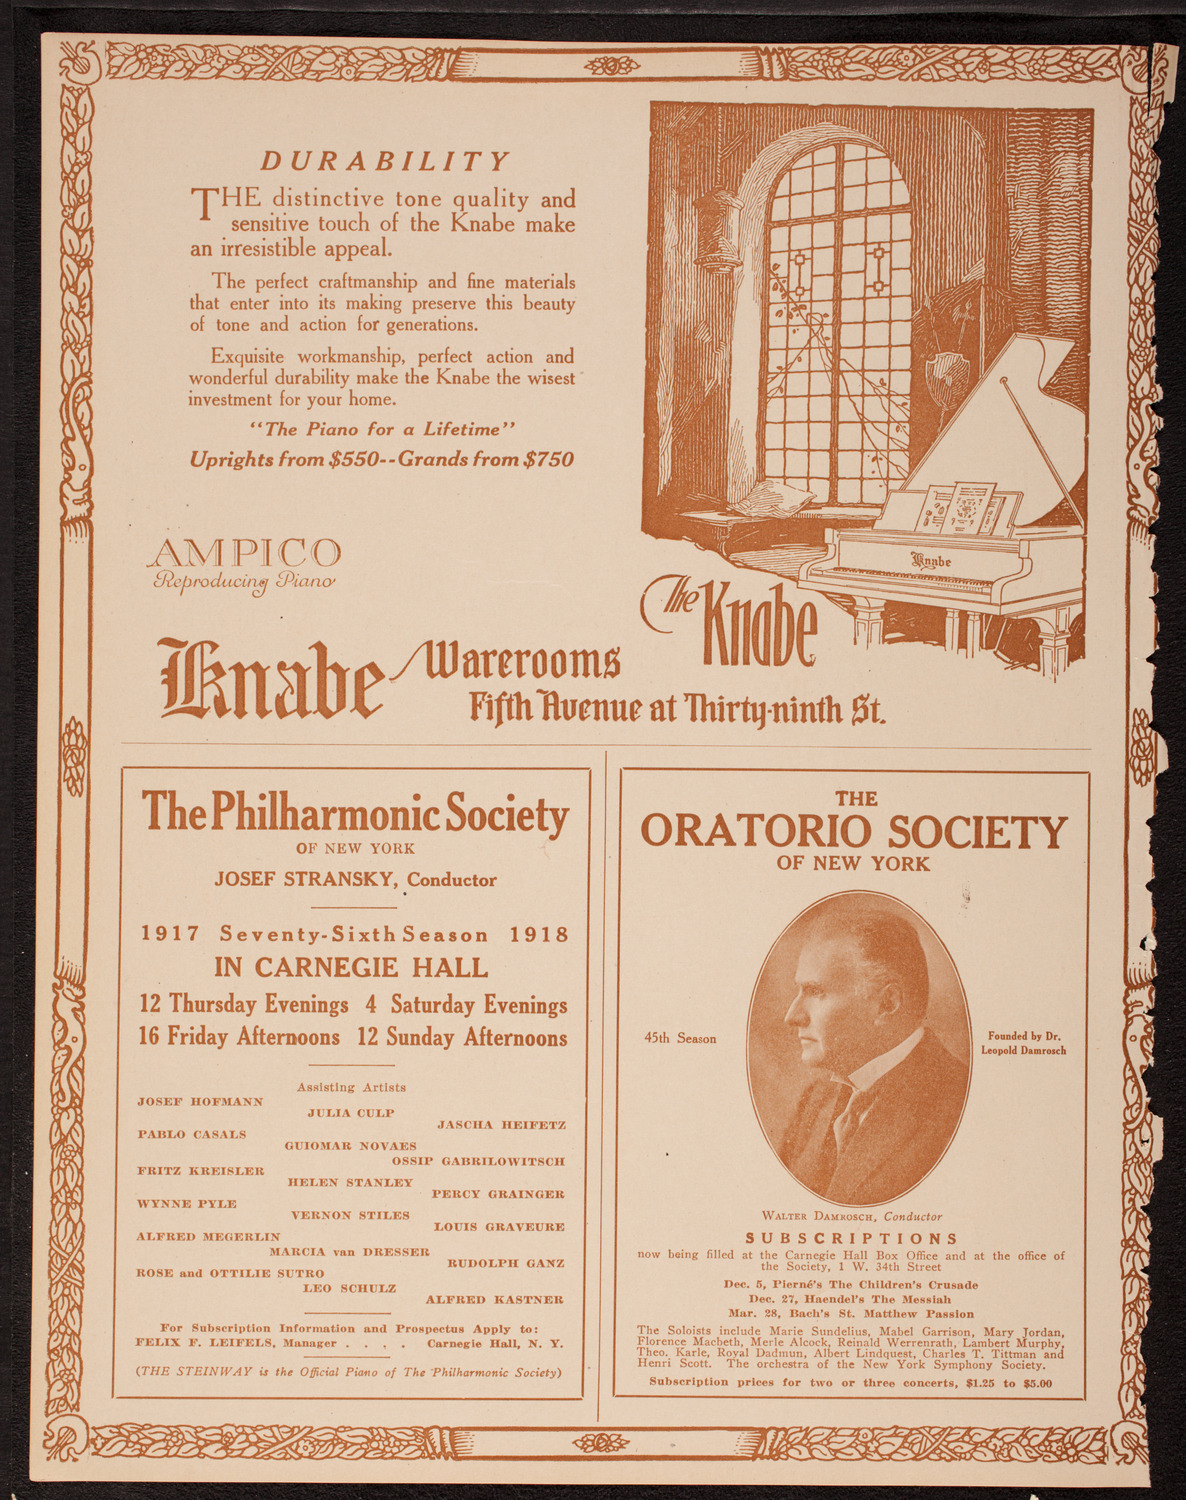 DURABILITY
THE distinctive tone quality and
sensitive touch of the Knabe make
an irresistible appeal.
The perfect craftmanship and fine materials
that enter into its making preserve this beauty
of tone and action for generations.
Exquisite workmanship, perfect action and
wonderful durability make the Knabe the wisest
investment for your home.
"The Piano for a Lifetime"
Uprights from $550--Grands from $750
AMPICO
Reproducing Piano
Knabe
The Knabe
Knabe Warerooms
Fifth Avenue at Thirty-ninth St.
The Philharmonic Society
OF NEW YORK
JOSEF STRANSKY, Conductor
1917 Seventy-Sixth Season 1918
IN CARNEGIE HALL
12 Thursday Evenings 4 Saturday Evenings
16 Friday Afternoons 12 Sunday Afternoons
Assisting Artists
JOSEF HOFMANN
JULIA CULP
JASCHA HEIFETZ
PABLO CASALS
GUIOMAR NOVAES
OSSIP GABRILOWITSCH
FRITZ KREISLER
HELEN STANLEY
PERCY GRAINGER
WYNNE PYLE
VERNON STILES
LOUIS GRAVEURE
ALFRED MEGERLIN
MARCIA van DRESSER
RUDOLPH GANZ
ROSE and OTTILIE SUTRO
LEO SCHULZ
ALFRED KASTNER
For Subscription Information and Prospectus Apply to:
FELIX F. LEIFELS, Manager . . . . Carnegie Hall, N. Y.
(THE STEINWAY is the Official Piano of The Philharmonic Society)
THE
ORATORIO SOCIETY
OF NEW YORK
45th Season
Founded by Dr.
Leopold Damrosch
WALTER DAMROSCH, Conductor
SUBSCRIPTIONS
now being filled at the Carnegie Hall Box Office and at the office of
the Society, 1 W. 34th Street
Dec. 5, Pierné's The Children's Crusade
Dec. 27, Haendel's The Messiah
Mar. 28, Bach's St. Matthew Passion
The Soloists include Marie Sundelius, Mabel Garrison, Mary Jordan,
Florence Macbeth, Merle Alcock, Reinald Werrenrath, Lambert Murphy,
Theo. Karle, Royal Dadmun, Albert Lindquest, Charles T. Tittman and
Henri Scott. The orchestra of the New York Symphony Society.
Subscription prices for two or three concerts, $1.25 to $5.00